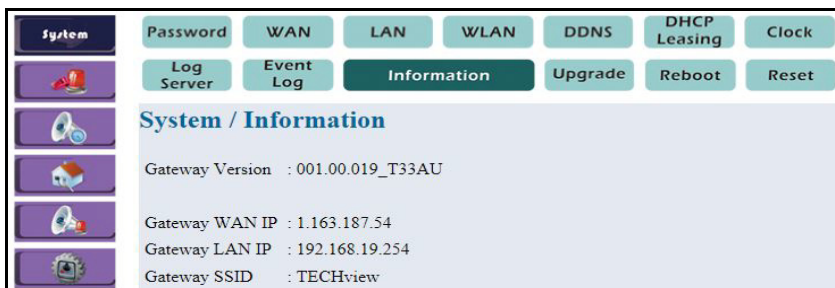 System
Password WAN LAN WLAN DDNS DHCP Leasing Clock
Log Server Event Log Information Upgrade Reboot Reset
System / Information
Gateway Version : 001.00.019_T33AU
Gateway WAN IP : 1.163.187.54
Gateway LAN IP : 192.168.19.254
Gateway SSID : TECHview